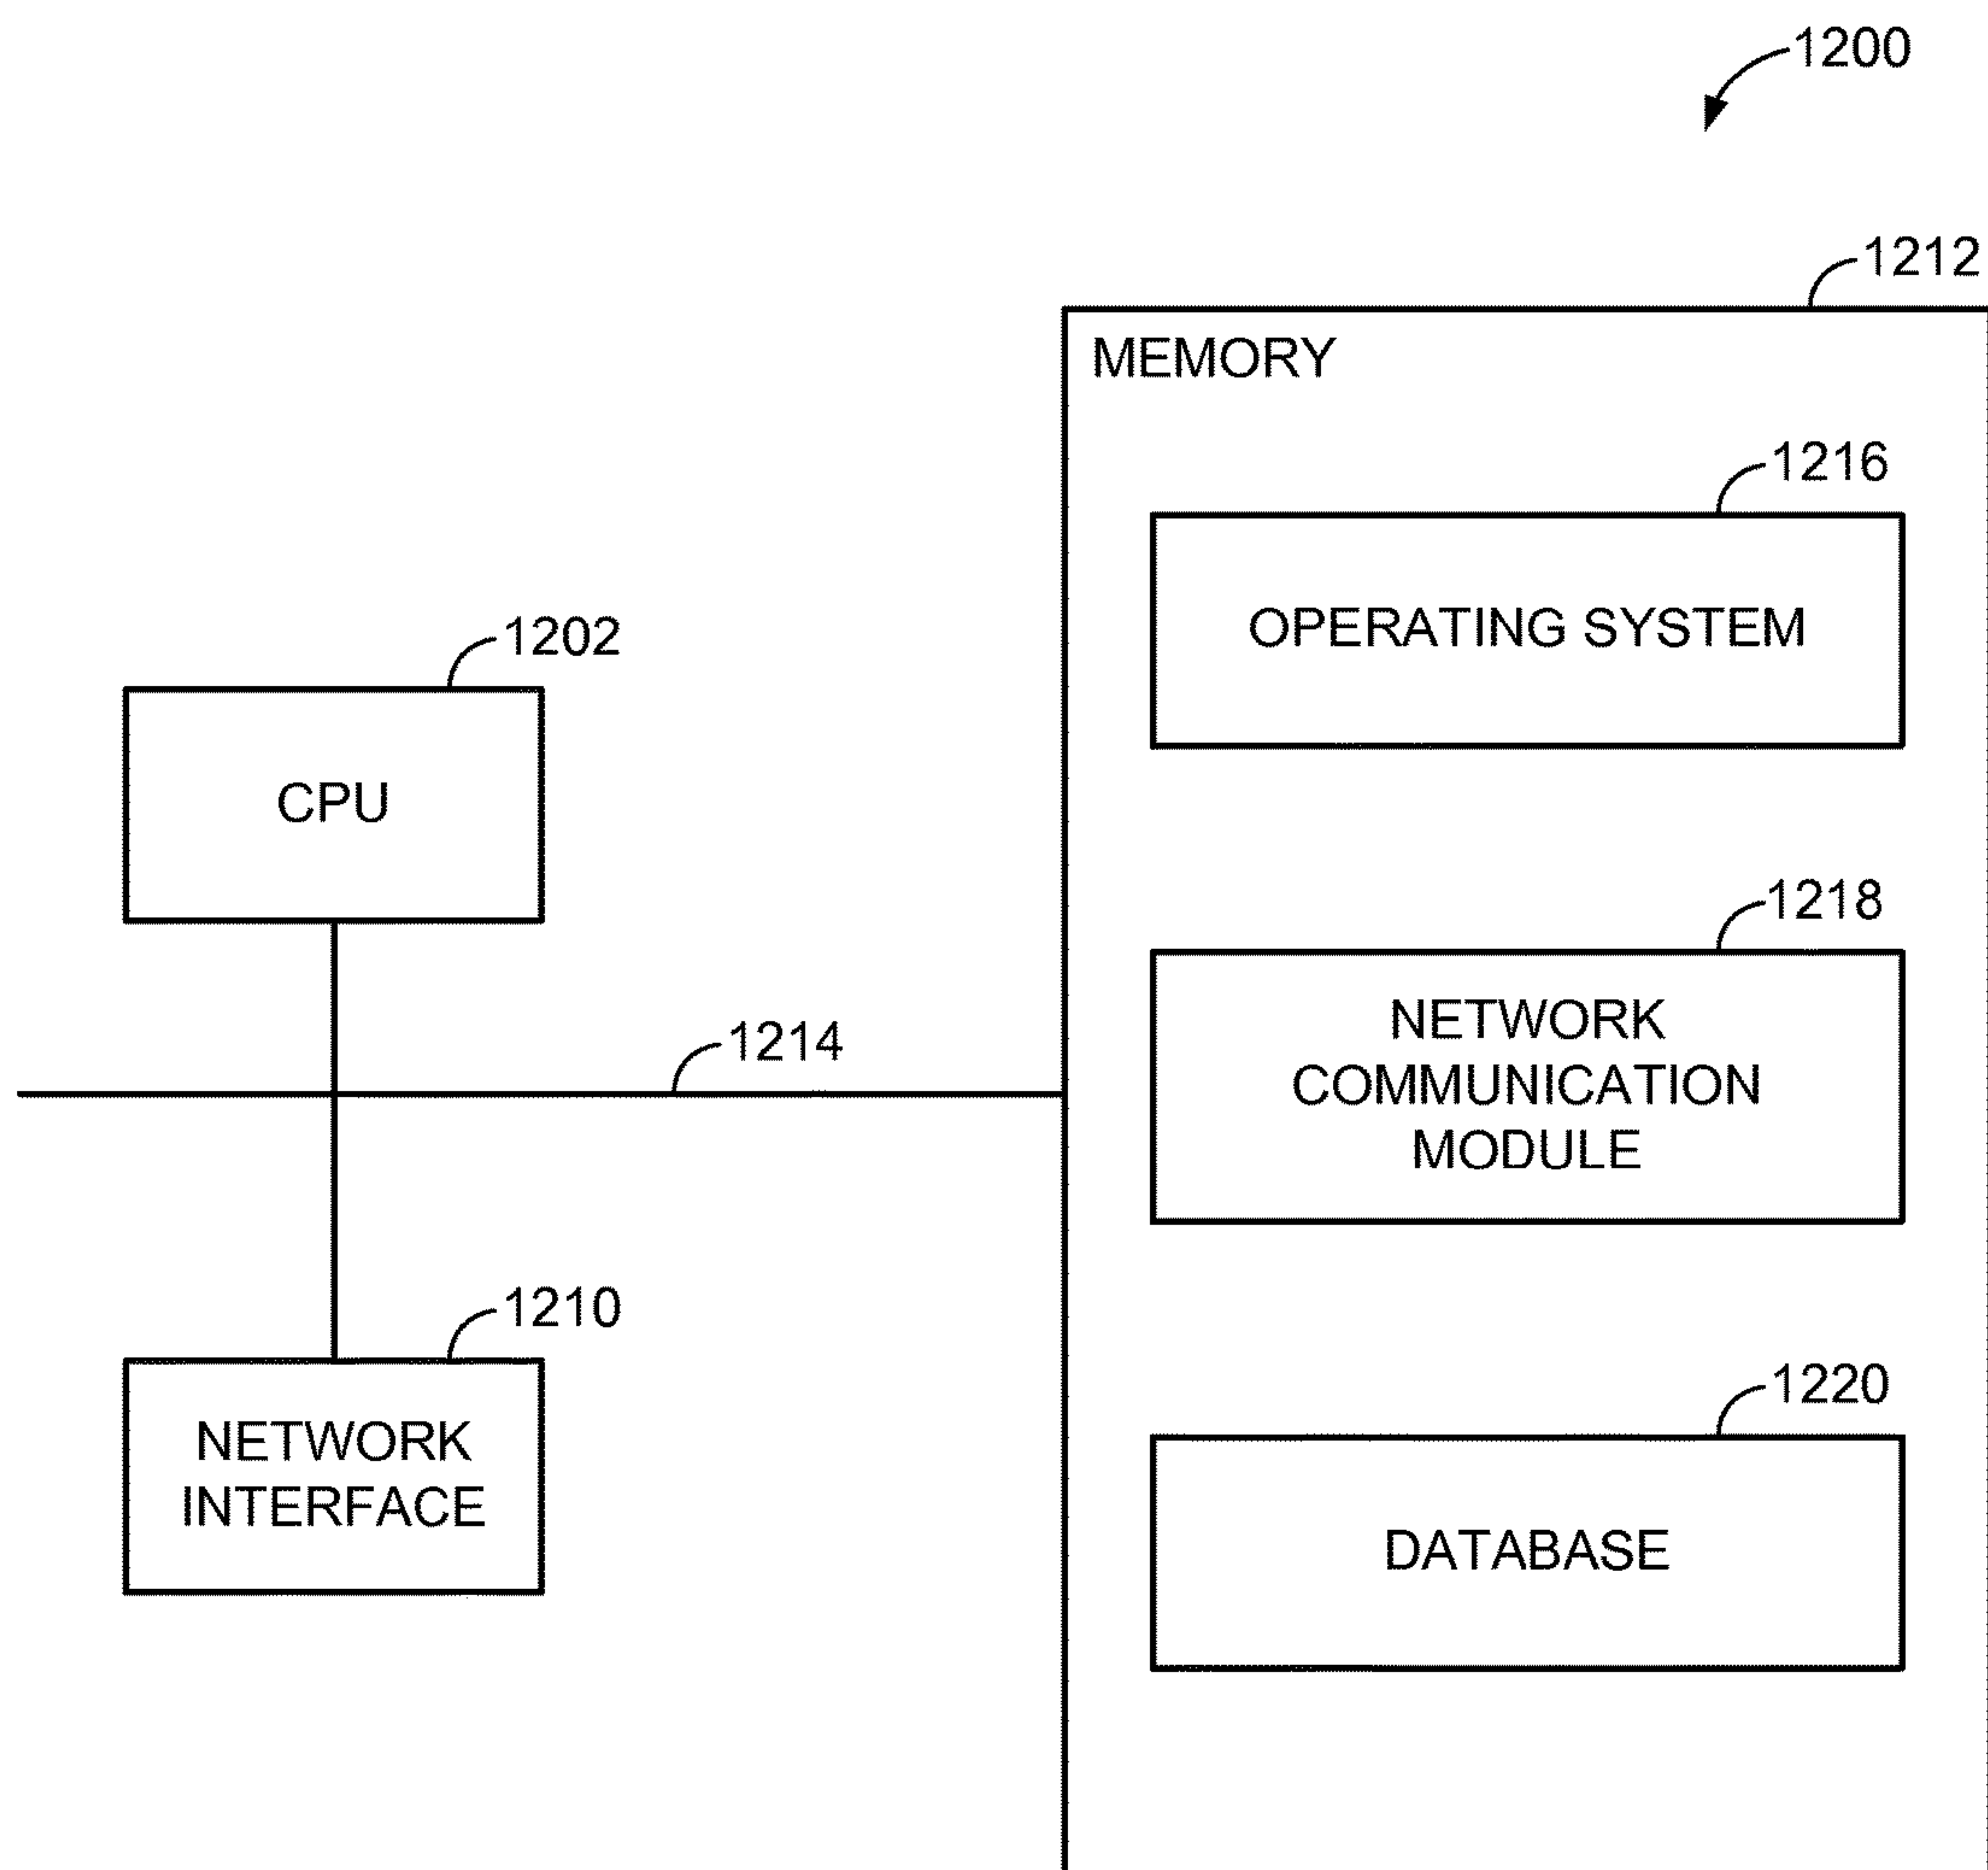 1200
1212
MEMORY
1216
OPERATING SYSTEM
1202
CPU
1218
NETWORK
COMMUNICATION
MODULE
1214
1210
NETWORK
INTERFACE
1220
DATABASE